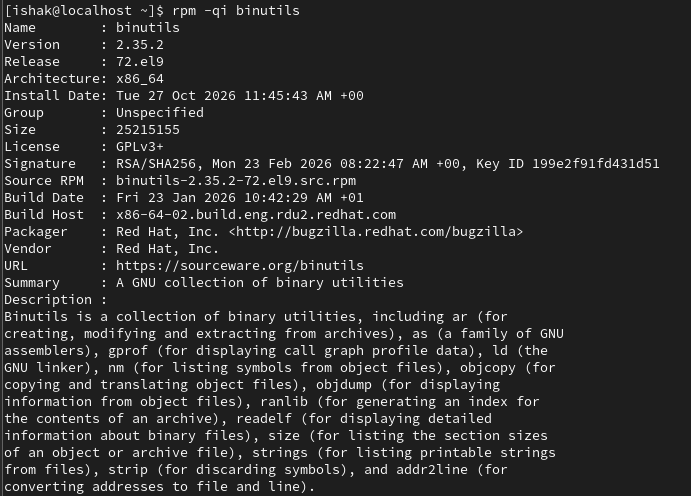 [ishak@localhost ~]$ rpm -qi binutils
Name        : binutils
Version     : 2.35.2
Release     : 72.el9
Architecture: x86_64
Install Date: Tue 27 Oct 2026 11:45:43 AM +00
Group       : Unspecified
Size        : 25215155
License     : GPLv3+
Signature   : RSA/SHA256, Mon 23 Feb 2026 08:22:47 AM +00, Key ID 199e2f91fd431d51
Source RPM  : binutils-2.35.2-72.el9.src.rpm
Build Date  : Fri 23 Jan 2026 10:42:29 AM +01
Build Host  : x86-64-02.build.eng.rdu2.redhat.com
Packager    : Red Hat, Inc. <http://bugzilla.redhat.com/bugzilla>
Vendor      : Red Hat, Inc.
URL         : https://sourceware.org/binutils
Summary     : A GNU collection of binary utilities
Description :
Binutils is a collection of binary utilities, including ar (for
creating, modifying and extracting from archives), as (a family of GNU
assemblers), gprof (for displaying call graph profile data), ld (the
GNU linker), nm (for listing symbols from object files), objcopy (for
copying and translating object files), objdump (for displaying
information from object files), ranlib (for generating an index for
the contents of an archive), readelf (for displaying detailed
information about binary files), size (for listing the section sizes
of an object or archive file), strings (for listing printable strings
from files), strip (for discarding symbols), and addr2line (for
converting addresses to file and line).